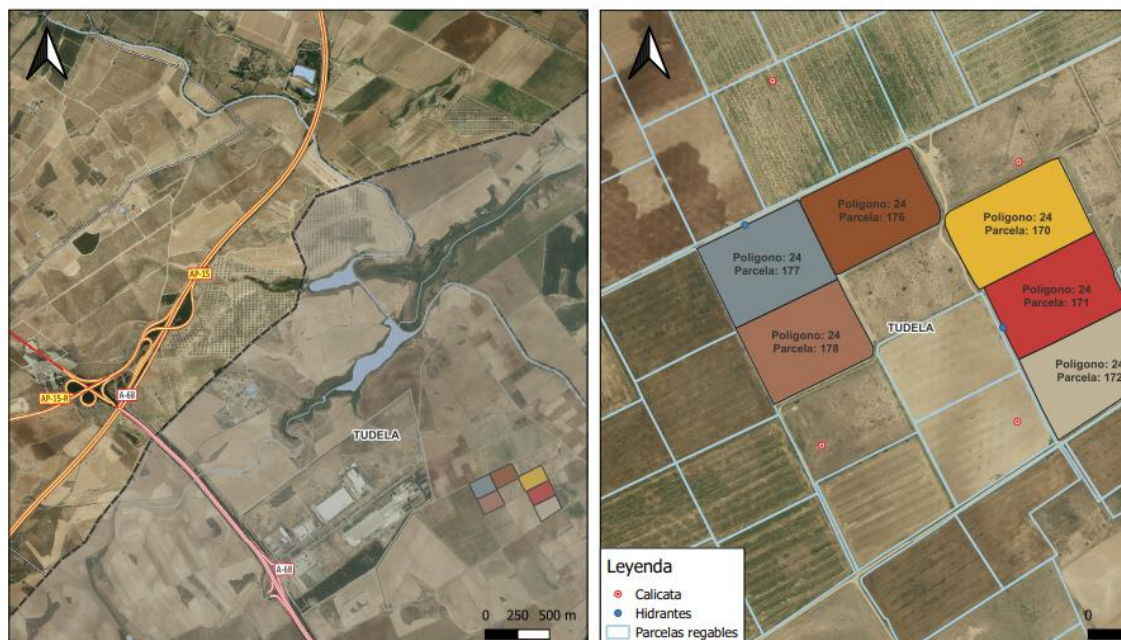 AP-15
AP-15-R
A-68
TUDELA
A-68
0 250 500 m
Polígono: 24
Parcela: 176
Polígono: 24
Parcela: 170
Polígono: 24
Parcela: 177
Polígono: 24
Parcela: 171
TUDELA
Polígono: 24
Parcela: 178
Polígono: 24
Parcela: 172
Leyenda
Calicata
Hidrantes
Parcelas regables
0